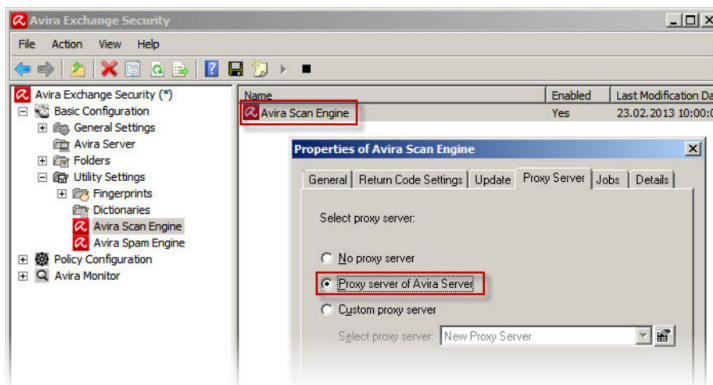 Avira Exchange Security
File Action View Help
Avira Exchange Security (*)
Basic Configuration
General Settings
Avira Server
Folders
Utility Settings
Fingerprints
Dictionaries
Avira Scan Engine
Avira Spam Engine
Policy Configuration
Avira Monitor
Name Enabled Last Modification Da
Avira Scan Engine Yes 23.02.2013 10:00:0
Properties of Avira Scan Engine
General Return Code Settings Update Proxy Server Jobs Details
Select proxy server:
No proxy server
Proxy server of Avira Server
Custom proxy server
Select proxy server: New Proxy Server